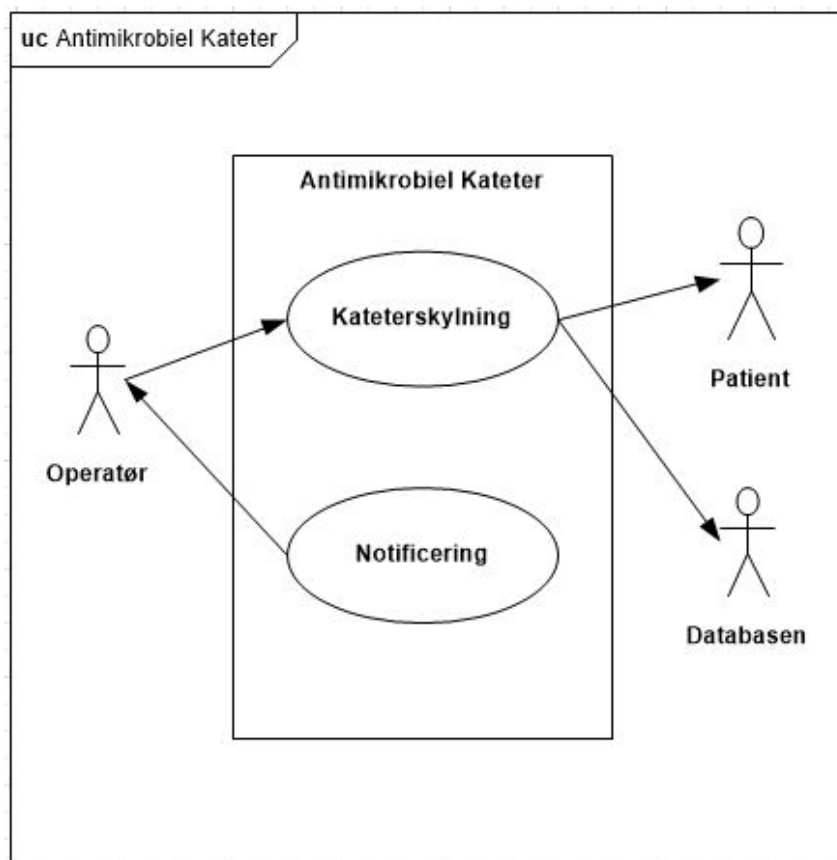 uc Antimikrobiel Kateter
Antimikrobiel Kateter
Kateterskylning
Patient
Operatør
Notificering
Databasen